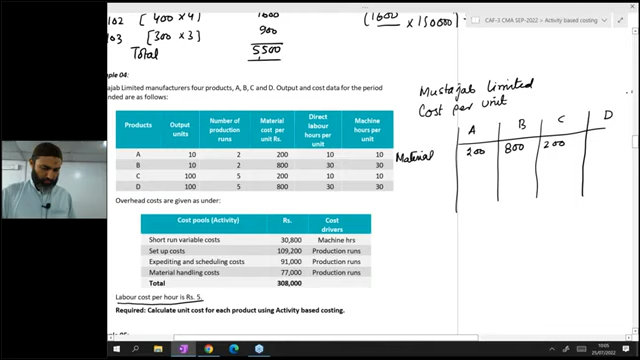 CAF-3 CMA SEP-2022 / Activity based costing
102 [400 x 4] 1600
103 [300 x 3] 900
Total 5,500
(1600 x 150000)
ple 04:
tajab Limited manufacturers four products, A, B, C and D. Output and cost data for the period
nded are as follows:
Products Output units Number of production runs Material cost per unit Rs. Direct labour hours per unit Machine hours per unit
A 10 2 200 10 10
B 10 2 800 30 30
C 100 5 200 10 10
D 100 5 800 30 30
Overhead costs are given as under:
Cost pools (Activity) Rs. Cost drivers
Short run variable costs 30,800 Machine hrs
Set up costs 109,200 Production runs
Expediting and scheduling costs 91,000 Production runs
Material handling costs 77,000 Production runs
Total 308,000
Labour cost per hour is Rs. 5.
Required: Calculate unit cost for each product using Activity based costing.
Mustajab Limited
Cost per unit
A B C D
Material 200 800 200
10:05
25/07/2022